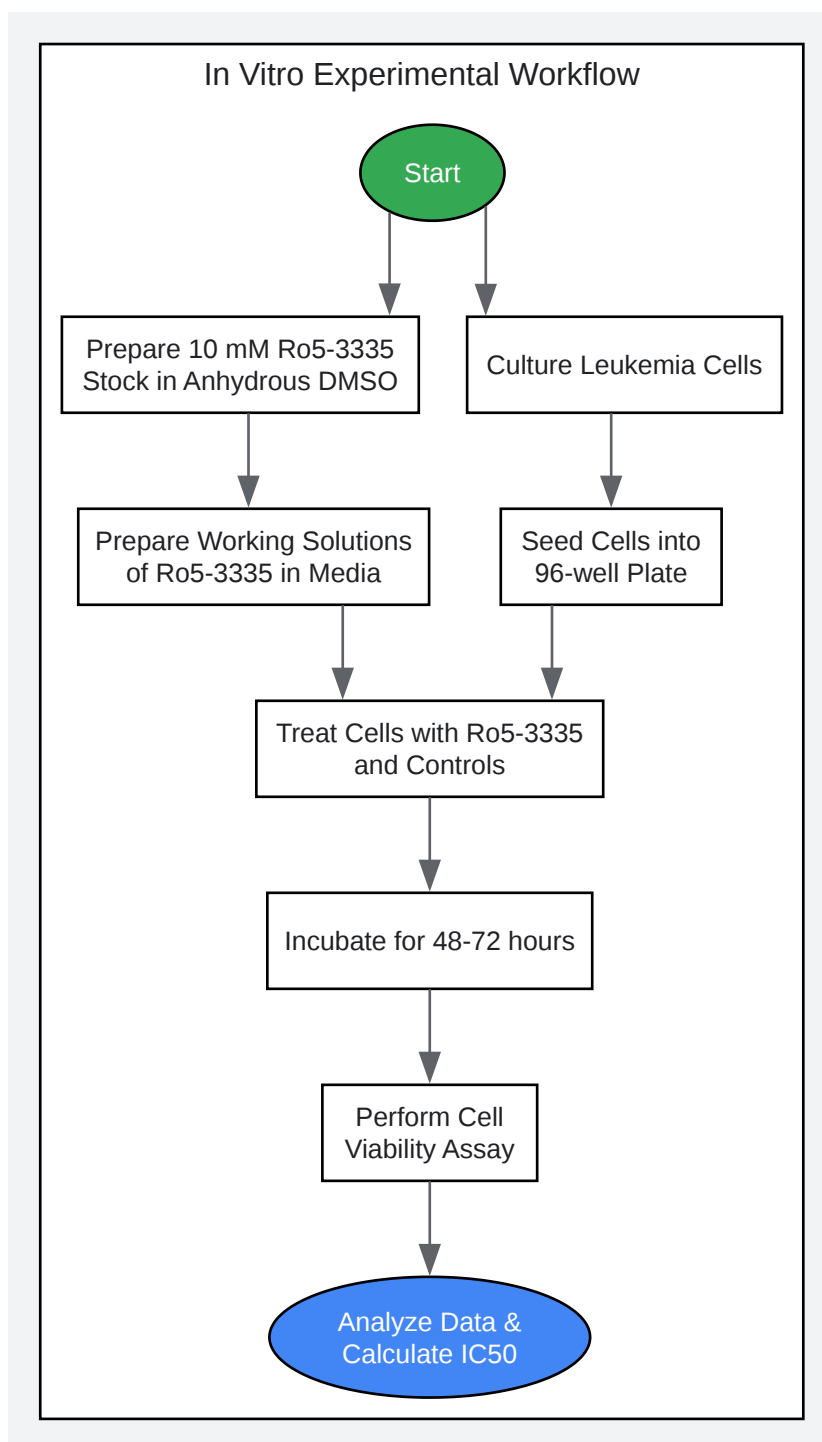 In Vitro Experimental Workflow
Start
Prepare 10 mM Ro5-3335
Stock in Anhydrous DMSO
Culture Leukemia Cells
Prepare Working Solutions
of Ro5-3335 in Media
Seed Cells into
96-well Plate
Treat Cells with Ro5-3335
and Controls
Incubate for 48-72 hours
Perform Cell
Viability Assay
Analyze Data &
Calculate IC50